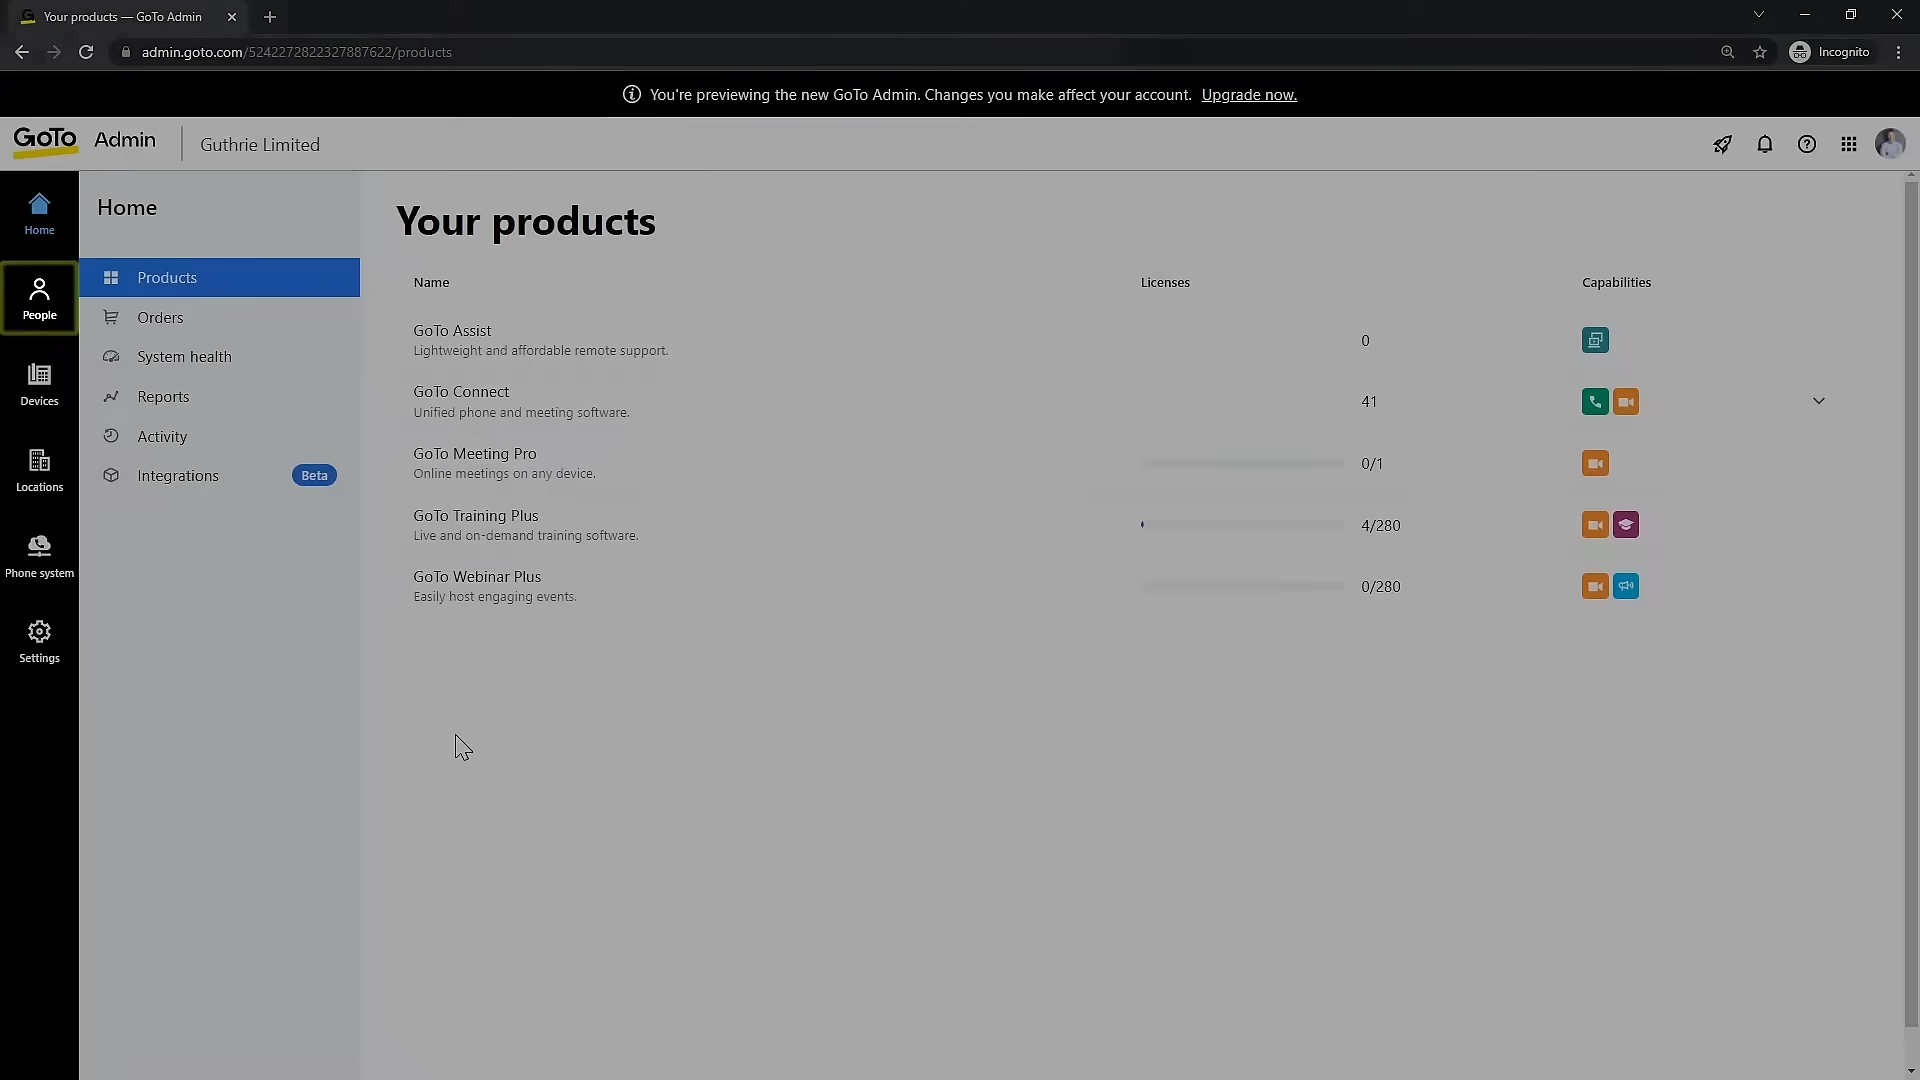 Your products — GoTo Admin
admin.goto.com/5242272822327887622/products
Incognito
You're previewing the new GoTo Admin. Changes you make affect your account. Upgrade now.
GoTo Admin
Guthrie Limited
Home
People
Devices
Locations
Phone system
Settings
Home
Products
Orders
System health
Reports
Activity
Integrations Beta
Your products
Name Licenses Capabilities
GoTo Assist
Lightweight and affordable remote support.
0
GoTo Connect
Unified phone and meeting software.
41
GoTo Meeting Pro
Online meetings on any device.
0/1
GoTo Training Plus
Live and on-demand training software.
4/280
GoTo Webinar Plus
Easily host engaging events.
0/280